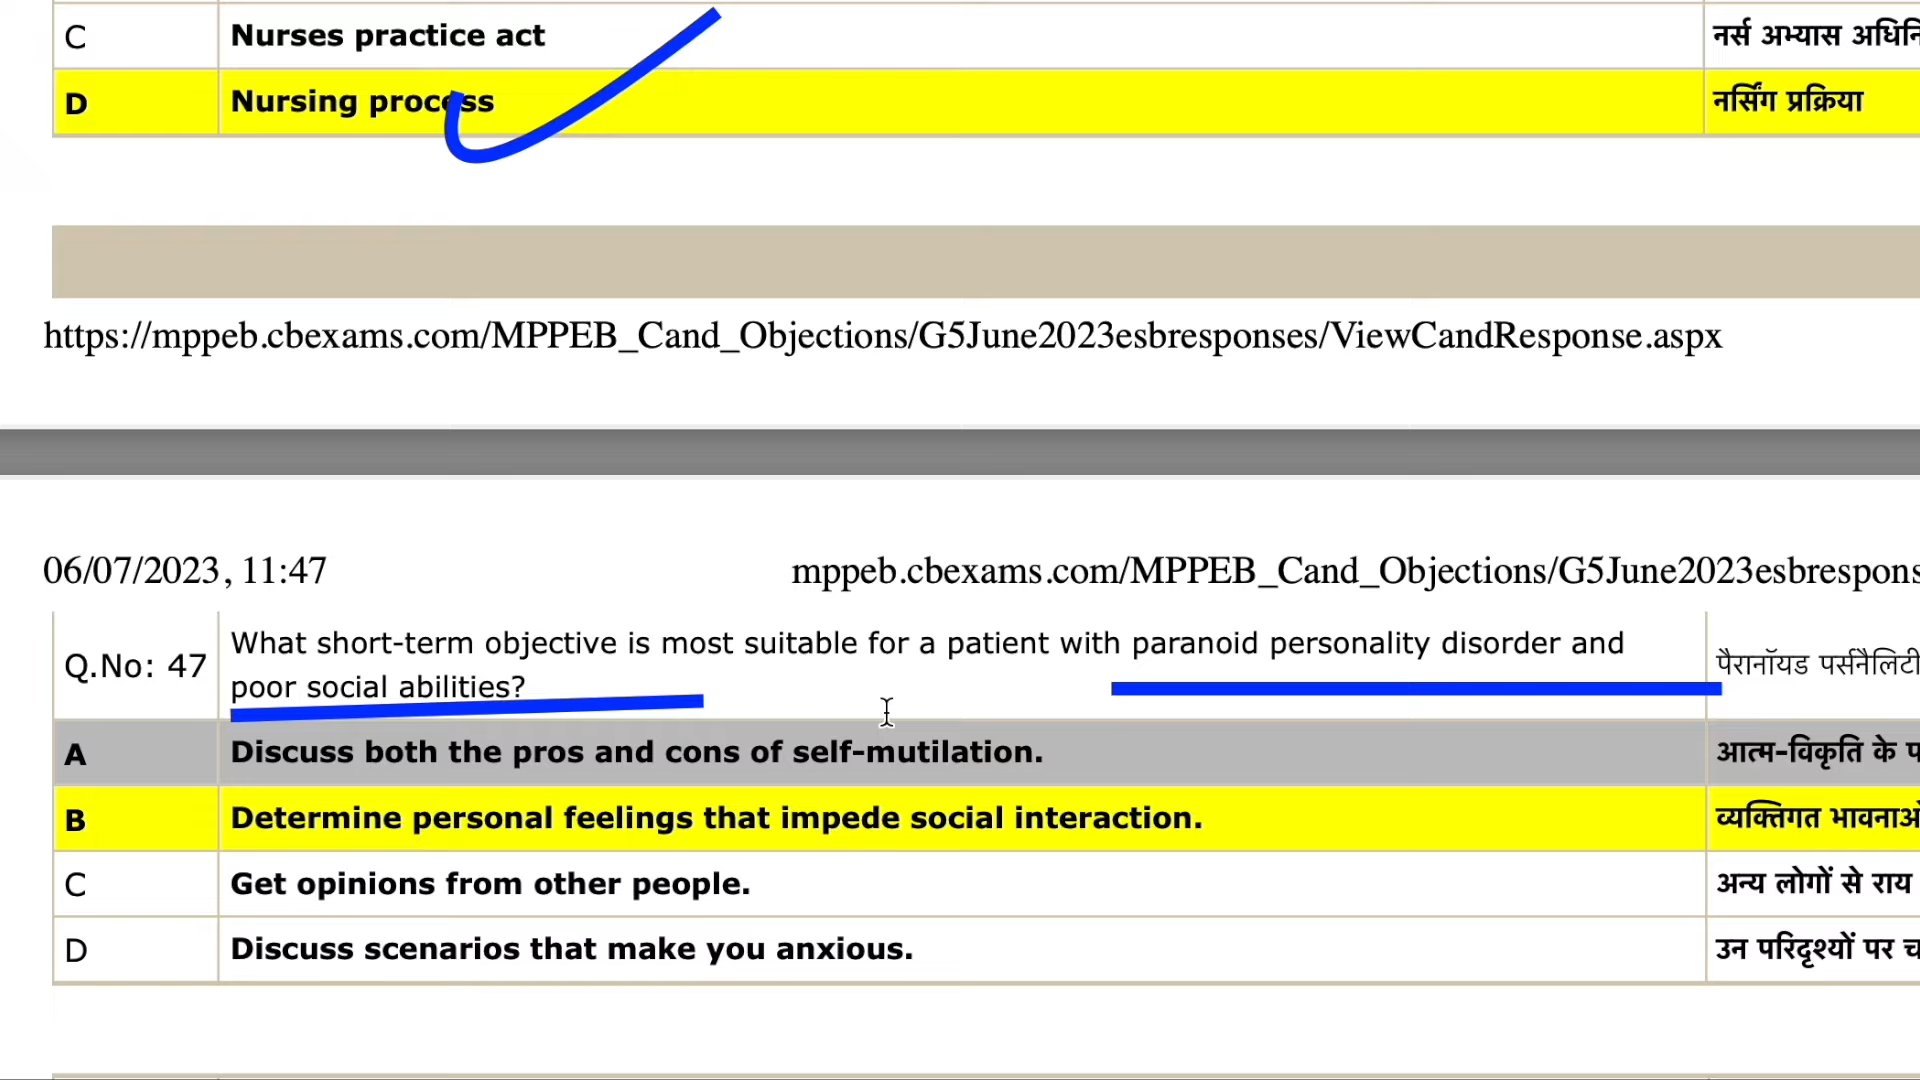 C Nurses practice act नर्स अभ्यास
D Nursing process नर्सिंग प्रक्रिया
https://mppeb.cbexams.com/MPPEB_Cand_Objections/G5June2023esbresponses/ViewCandResponse.aspx
06/07/2023, 11:47 mppeb.cbexams.com/MPPEB_Cand_Objections/G5June2023esbrespons
Q.No: 47 What short-term objective is most suitable for a patient with paranoid personality disorder and पैरानॉयड पर्सनैलिटी
poor social abilities?
A Discuss both the pros and cons of self-mutilation. आत्म-विकृति के
B Determine personal feelings that impede social interaction. व्यक्तिगत
C Get opinions from other people. अन्य लोगों से राय
D Discuss scenarios that make you anxious. उन परिदृश्यों पर